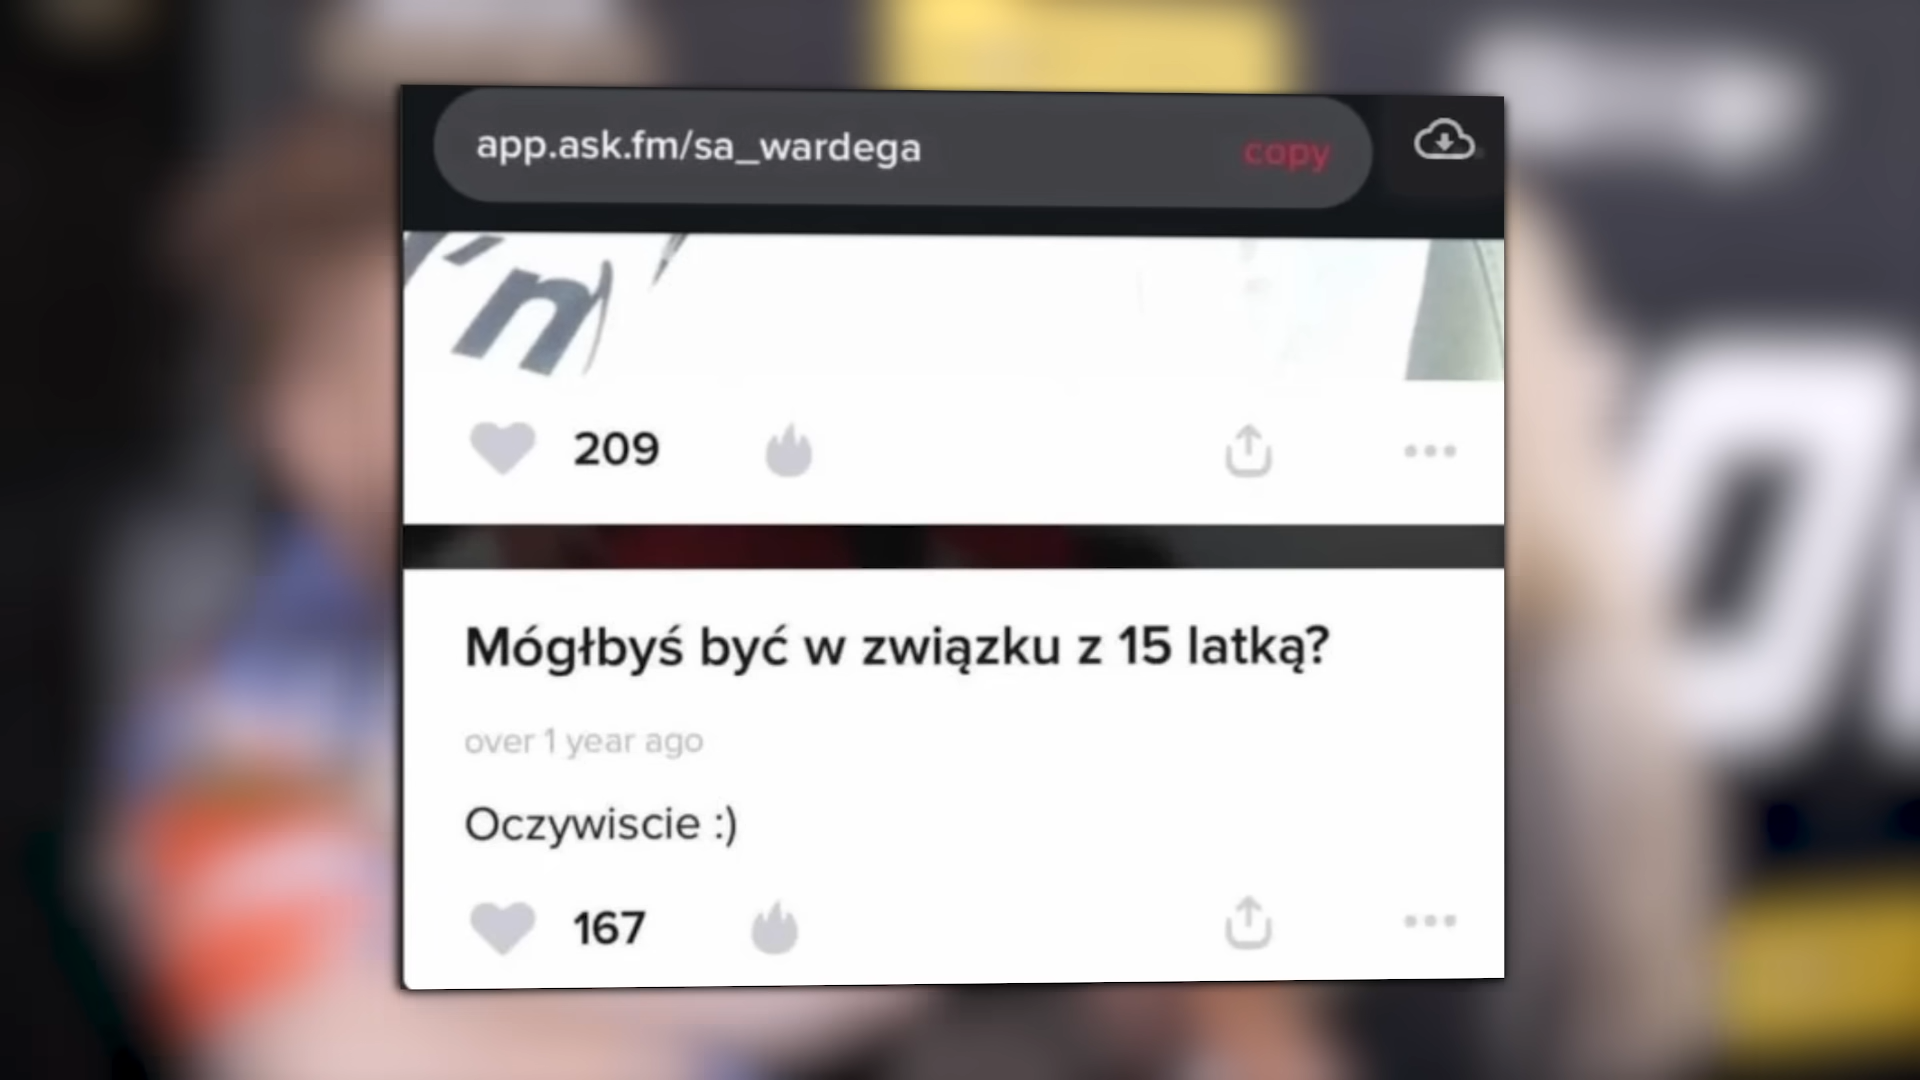 app.ask.fm/sa_wardega
copy
'n
209
Mógłbyś być w związku z 15 latką?
over 1 year ago
Oczywiscie :)
167